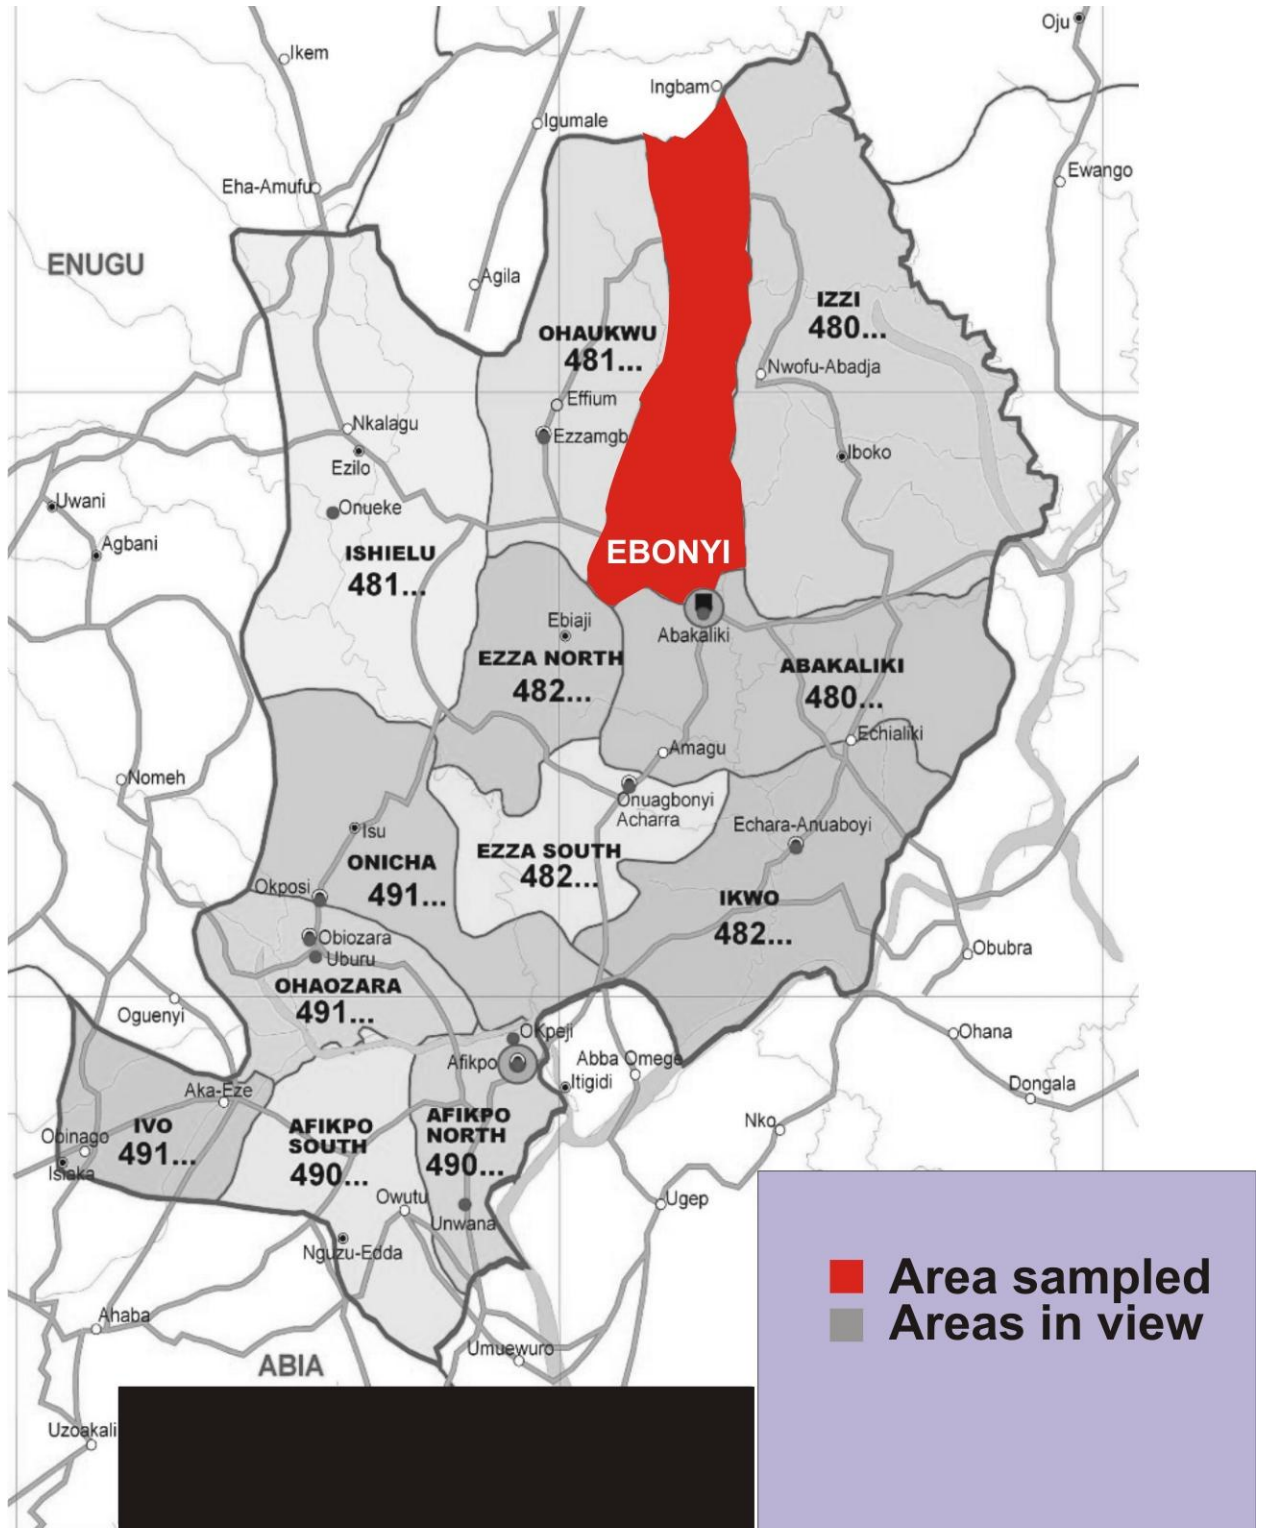 Oju
Ikem
Ingbam
Igumale
Ewango
Eha-Amufu
ENUGU
Agila
IZZI
480...
OHAUKWU
481...
Nwofu-Abadja
Effium
Nkalagu
Ezzamgb
Iboko
Ezilo
Uwani
Onueke
Agbani
ISHIELU
481...
EBONYI
Ebiaji
Abakaliki
EZZA NORTH
482...
ABAKALIKI
480...
Echialiki
Amagu
Nomeh
Onuagbonyi
Acharra
Echara-Anuaboyi
Isu
EZZA SOUTH
482...
ONICHA
491...
Okposi
IKWO
482...
Obiozara
Uburu
Obubra
OHAOZARA
491...
Oguenyi
OKpeji
Ohana
Afikpo
Abba Omege
Itigidi
Dongala
Aka-Eze
IVO
491...
AFIKPO
SOUTH
490...
AFIKPO
NORTH
490...
Nko
Obinago
Isiaka
Owutu
Ugep
Unwana
Nguzu-Edda
Area sampled
Areas in view
Ahaba
Umuewuro
ABIA
Uzoakali